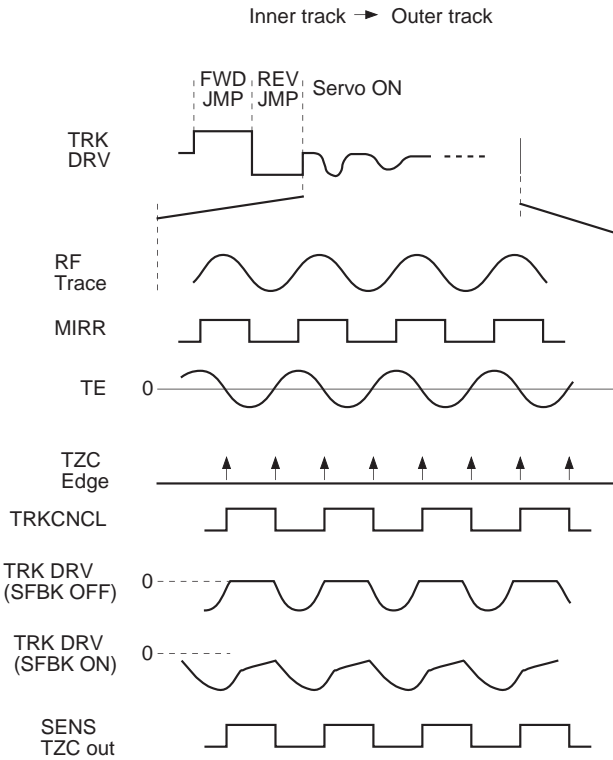 Inner track → Outer track
FWD JMP
REV JMP
Servo ON
TRK
DRV
RF
Trace
MIRR
TE
0
TZC
Edge
TRKCNCL
TRK DRV
(SFBK OFF)
0
TRK DRV
(SFBK ON)
0
SENS
TZC out